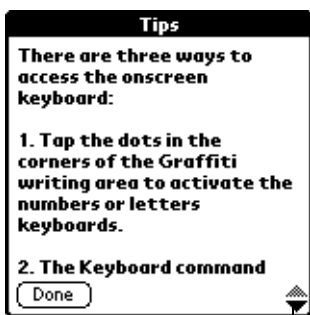 Tips
There are three ways to
access the onscreen
keyboard:
1. Tap the dots in the
corners of the Graffiti
writing area to activate the
numbers or letters
keyboards.
2. The Keyboard command
Done